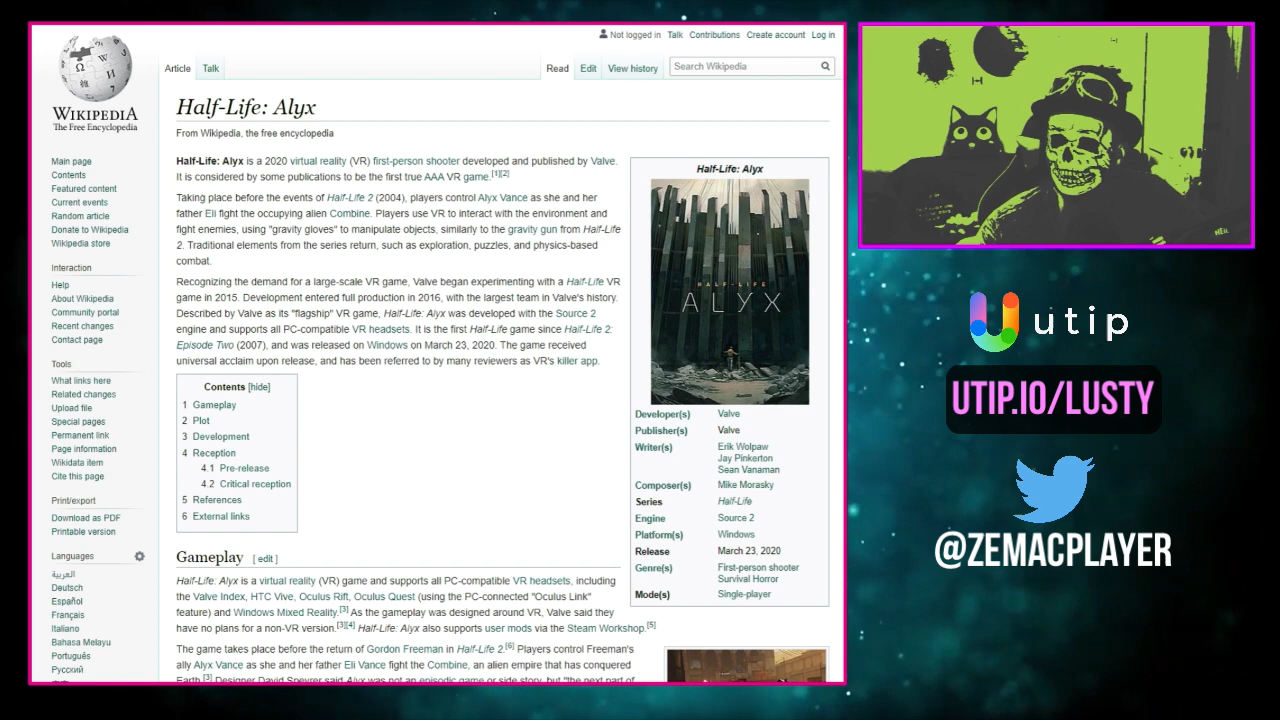 Not logged in Talk Contributions Create account Log in
Article Talk Read Edit View history Search Wikipedia
WIKIPEDIA
The Free Encyclopedia
Main page
Contents
Featured content
Current events
Random article
Donate to Wikipedia
Wikipedia store
Interaction
Help
About Wikipedia
Community portal
Recent changes
Contact page
Tools
What links here
Related changes
Upload file
Special pages
Permanent link
Page information
Wikidata item
Cite this page
Print/export
Download as PDF
Printable version
Languages
العربية
Deutsch
Español
Français
Italiano
Bahasa Melayu
Português
Русский
Half-Life: Alyx
From Wikipedia, the free encyclopedia
Half-Life: Alyx is a 2020 virtual reality (VR) first-person shooter developed and published by Valve.
It is considered by some publications to be the first true AAA VR game.[1][2]
Taking place before the events of Half-Life 2 (2004), players control Alyx Vance as she and her
father Eli fight the occupying alien Combine. Players use VR to interact with the environment and
fight enemies, using "gravity gloves" to manipulate objects, similarly to the gravity gun from Half-Life
2. Traditional elements from the series return, such as exploration, puzzles, and physics-based
combat.
Recognizing the demand for a large-scale VR game, Valve began experimenting with a Half-Life VR
game in 2015. Development entered full production in 2016, with the largest team in Valve's history.
Described by Valve as its "flagship" VR game, Half-Life: Alyx was developed with the Source 2
engine and supports all PC-compatible VR headsets. It is the first Half-Life game since Half-Life 2:
Episode Two (2007), and was released on Windows on March 23, 2020. The game received
universal acclaim upon release, and has been referred to by many reviewers as VR's killer app.
Contents [hide]
1 Gameplay
2 Plot
3 Development
4 Reception
4.1 Pre-release
4.2 Critical reception
5 References
6 External links
Gameplay [ edit ]
Half-Life: Alyx is a virtual reality (VR) game and supports all PC-compatible VR headsets, including
the Valve Index, HTC Vive, Oculus Rift, Oculus Quest (using the PC-connected "Oculus Link"
feature) and Windows Mixed Reality.[3] As the gameplay was designed around VR, Valve said they
have no plans for a non-VR version.[3][4] Half-Life: Alyx also supports user mods via the Steam Workshop.[5]
The game takes place before the return of Gordon Freeman in Half-Life 2.[6] Players control Freeman's
ally Alyx Vance as she and her father Eli Vance fight the Combine, an alien empire that has conquered
Earth.[3] Designer David Speyrer said Alyx was not an episodic game or side story, but "the next part of
Half-Life: Alyx
HALF-LIFE
ALYX
Developer(s) Valve
Publisher(s) Valve
Writer(s) Erik Wolpaw
Jay Pinkerton
Sean Vanaman
Composer(s) Mike Morasky
Series Half-Life
Engine Source 2
Platform(s) Windows
Release March 23, 2020
Genre(s) First-person shooter
Survival Horror
Mode(s) Single-player
utip
UTIP.IO/LUSTY
@ZEMACPLAYER